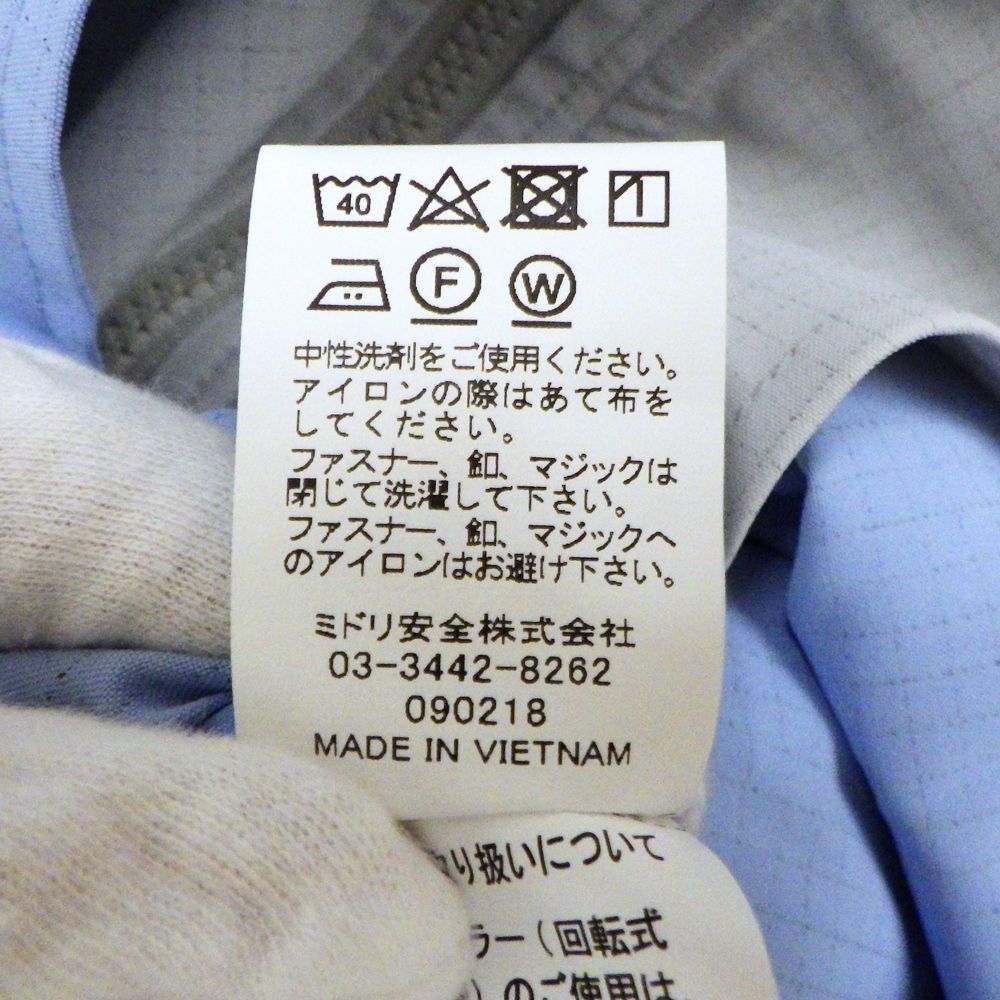 40
F W
中性洗剤をご使用ください。
アイロンの際はあて布を
してください。
ファスナー、釦、マジックは
閉じて洗濯して下さい。
ファスナー、釦、マジックへ
のアイロンはお避け下さい。
ミドリ安全株式会社
03-3442-8262
090218
MADE IN VIETNAM
り扱いについて
ラー(回転式
)のご使用は、